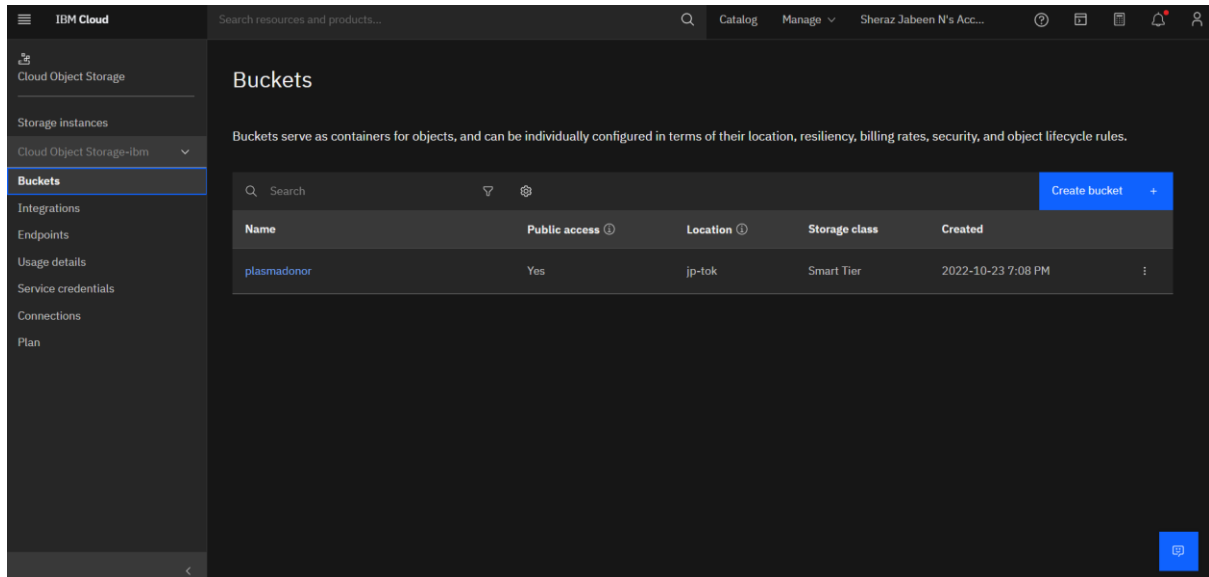 IBM Cloud
Search resources and products...
Catalog
Manage
Sheraz Jabeen N's Acc...
Cloud Object Storage
Storage instances
Cloud Object Storage-ibm
Buckets
Integrations
Endpoints
Usage details
Service credentials
Connections
Plan
Buckets
Buckets serve as containers for objects, and can be individually configured in terms of their location, resiliency, billing rates, security, and object lifecycle rules.
Search
Create bucket +
Name Public access Location Storage class Created
plasmadonor Yes jp-tok Smart Tier 2022-10-23 7:08 PM